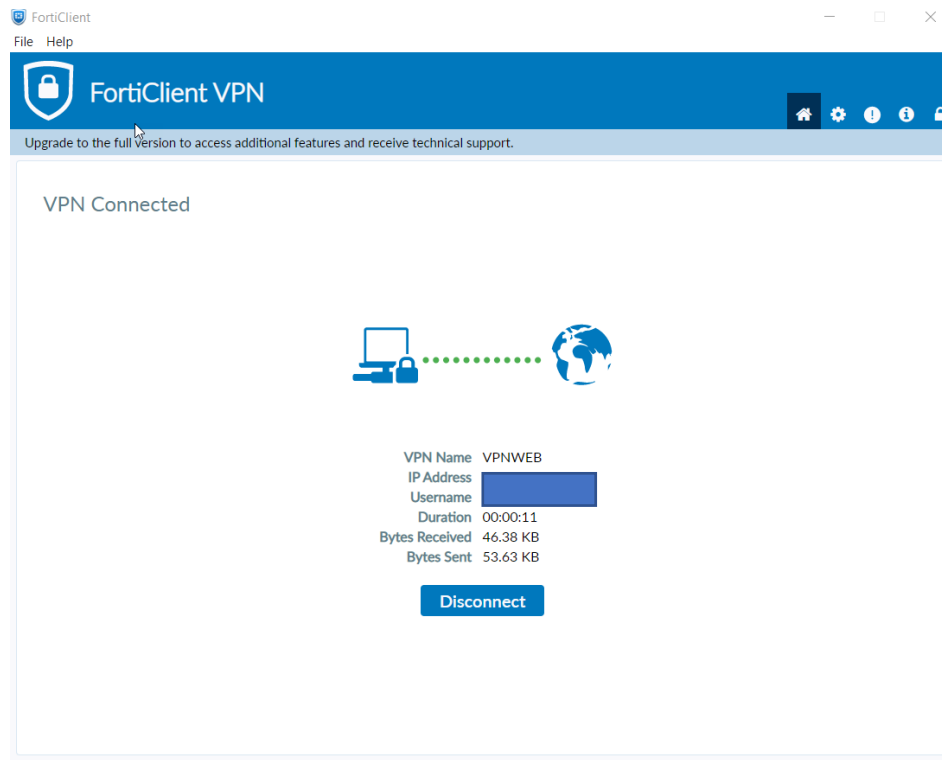 FortiClient
File Help
FortiClient VPN
Upgrade to the full version to access additional features and receive technical support.
VPN Connected
VPN Name VPNWEB
IP Address
Username
Duration 00:00:11
Bytes Received 46.38 KB
Bytes Sent 53.63 KB
Disconnect